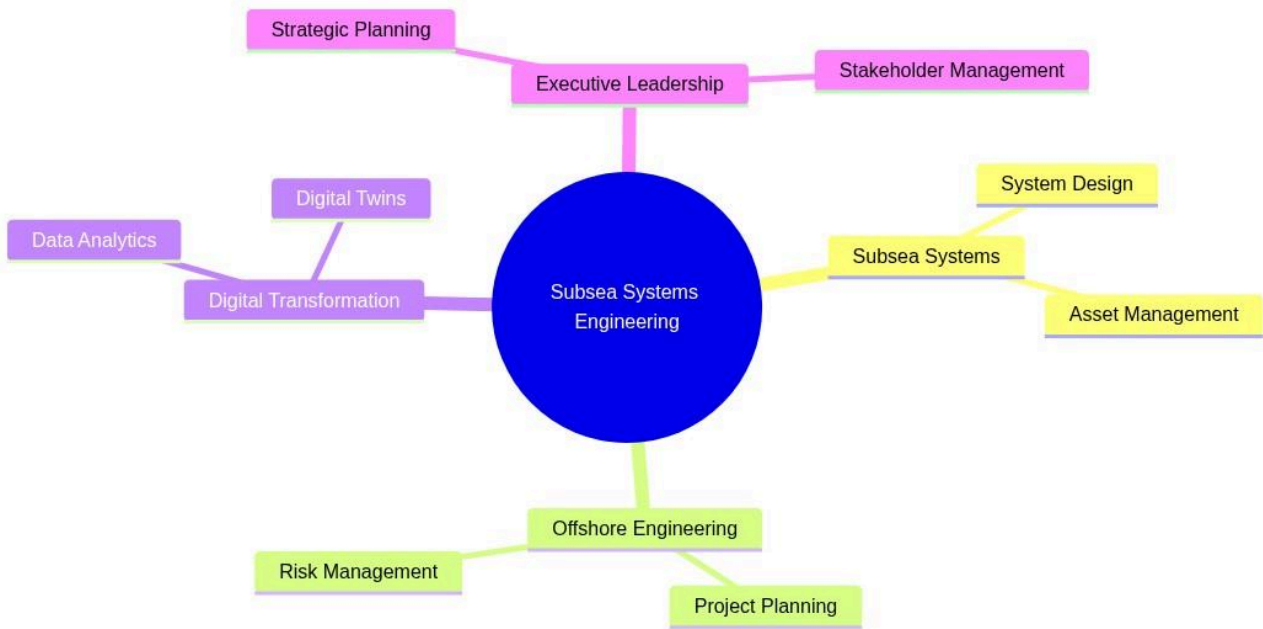 Strategic Planning
Executive Leadership
Stakeholder Management
System Design
Digital Twins
Data Analytics
Subsea Systems
Digital Transformation
Subsea Systems
Engineering
Asset Management
Offshore Engineering
Risk Management
Project Planning